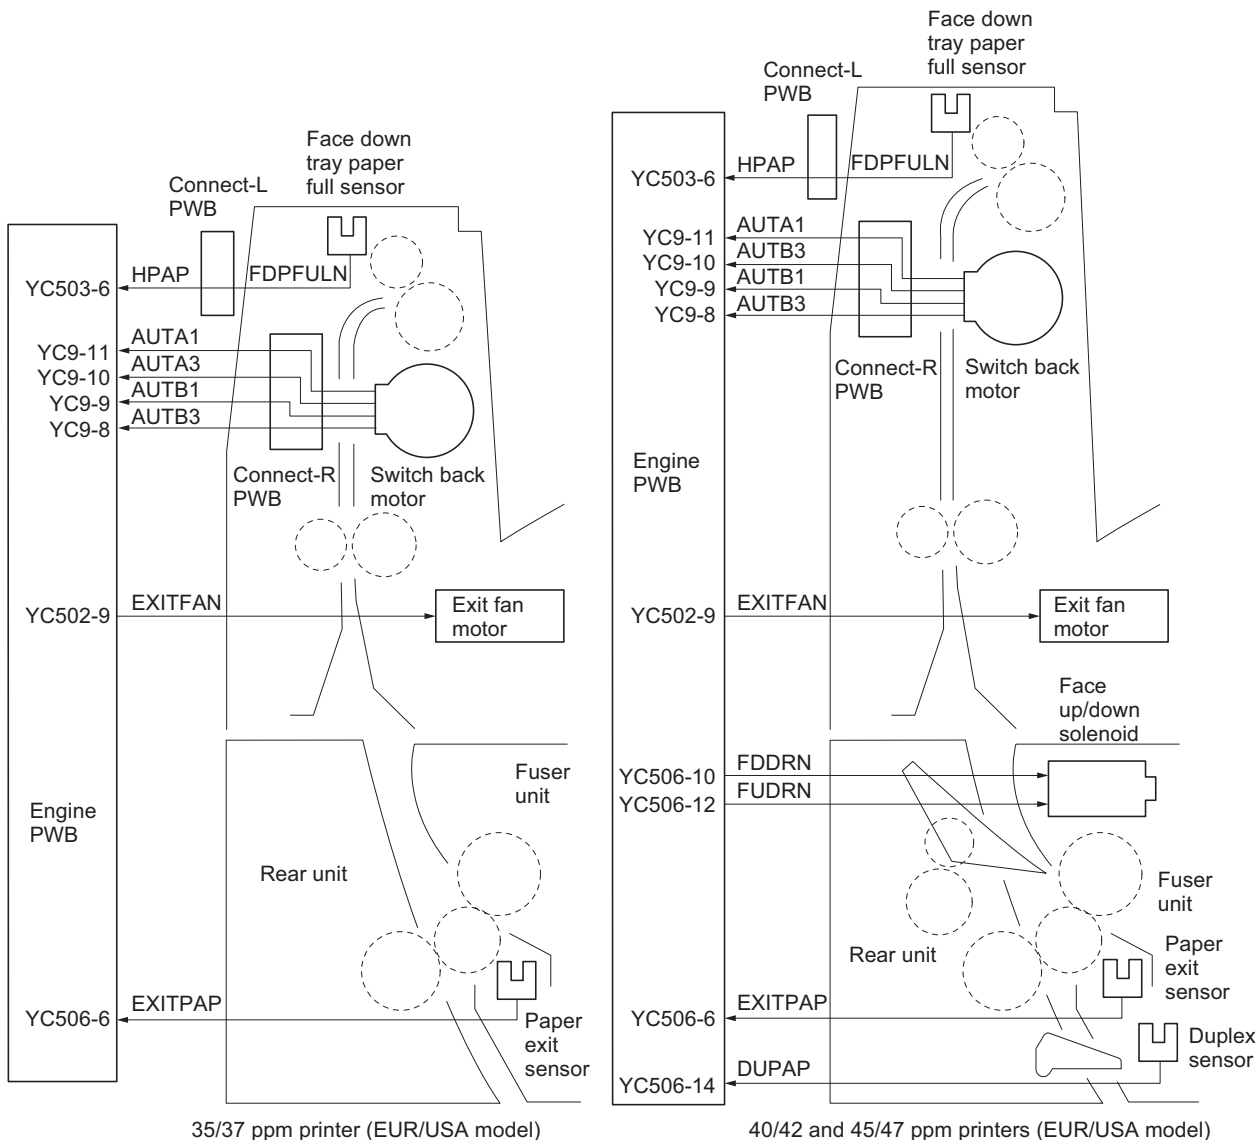 Face down
tray paper
full sensor
Connect-L
PWB
HPAP
FDPFULN
YC503-6
AUTA1
YC9-11
AUTA3
YC9-10
AUTB1
YC9-9
AUTB3
YC9-8
Connect-R
PWB
Switch back
motor
EXITFAN
YC502-9
Exit fan
motor
Fuser
unit
Engine
PWB
Rear unit
EXITPAP
YC506-6
Paper
exit
sensor
35/37 ppm printer (EUR/USA model)
Face down
tray paper
full sensor
Connect-L
PWB
HPAP
FDPFULN
YC503-6
AUTA1
YC9-11
AUTB3
YC9-10
AUTB1
YC9-9
AUTB3
YC9-8
Connect-R
PWB
Switch back
motor
Engine
PWB
EXITFAN
YC502-9
Exit fan
motor
Face
up/down
solenoid
FDDRN
YC506-10
FUDRN
YC506-12
Fuser
unit
Rear unit
Paper
exit
sensor
EXITPAP
YC506-6
Duplex
sensor
DUPAP
YC506-14
40/42 and 45/47 ppm printers (EUR/USA model)